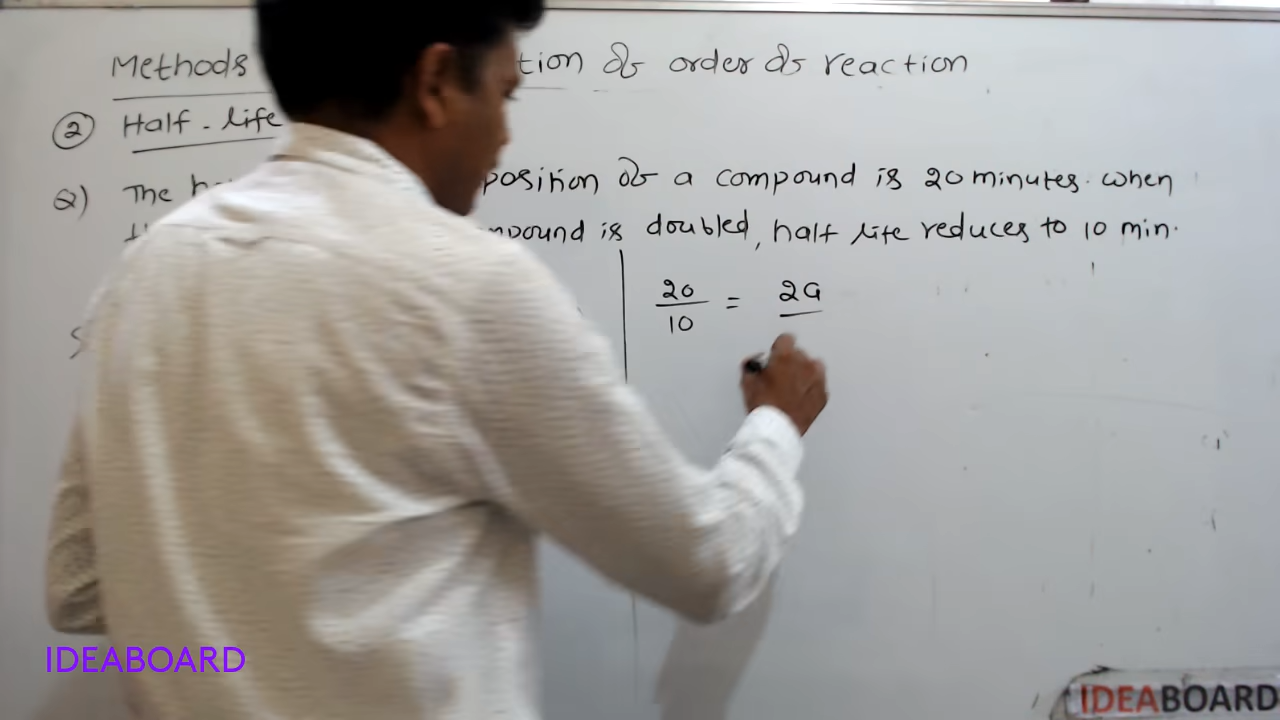 Methods tion of order of reaction
② Half-life
Q) The position of a compound is 20 minutes. when
is doubled, half life reduces to 10 min.
20/10 = 2a
IDEABOARD
IDEABOARD